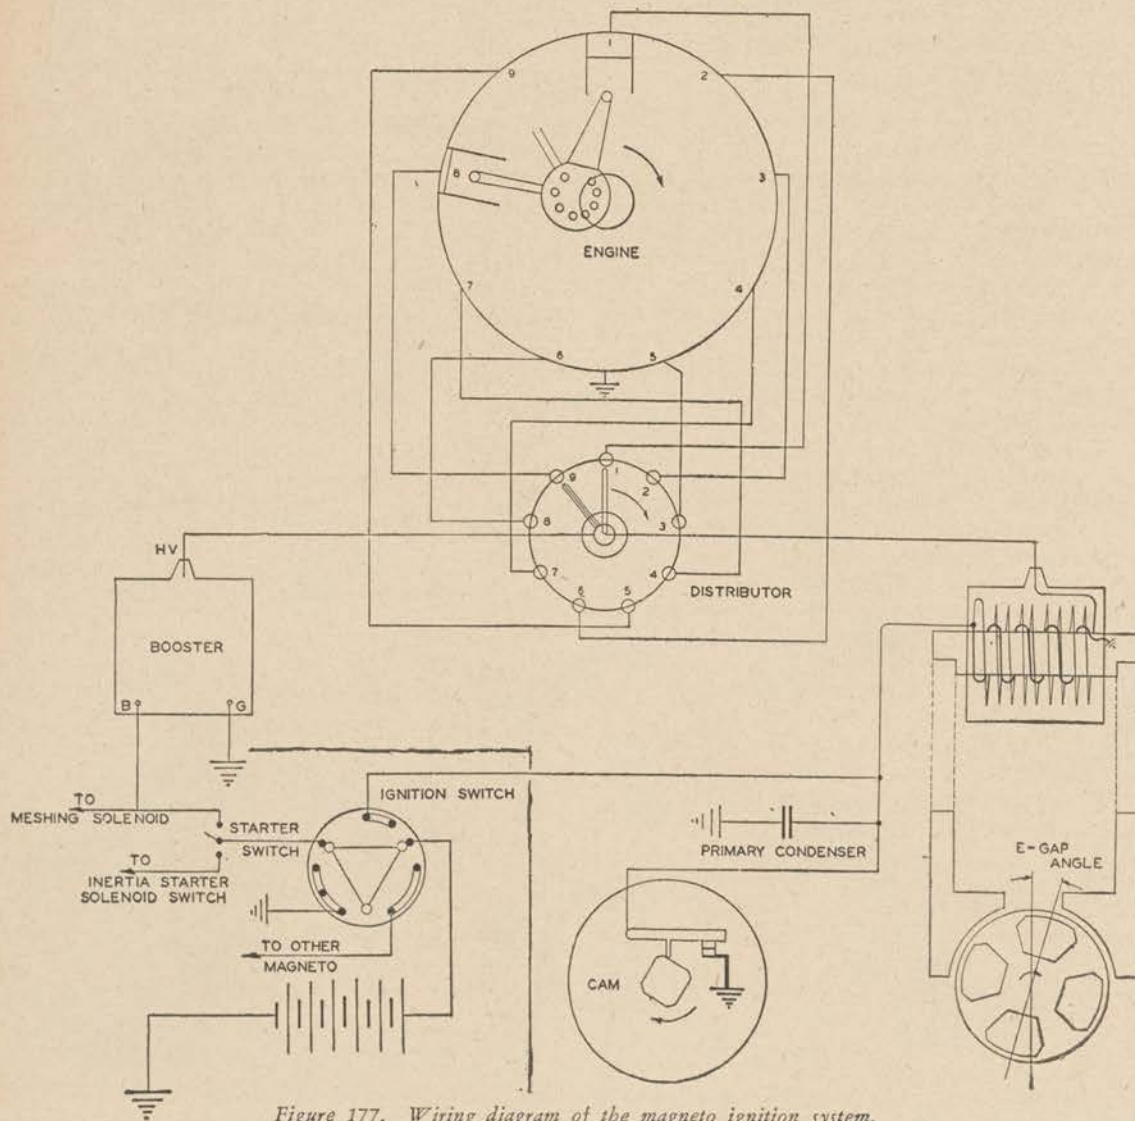 1
9
2
8
3
ENGINE
7
4
6
5
1
9
2
8
3
HV
7
4
DISTRIBUTOR
6
5
BOOSTER
B
G
IGNITION SWITCH
TO
MESHING SOLENOID
STARTER
SWITCH
TO
INERTIA STARTER
SOLENOID SWITCH
TO OTHER
MAGNETO
PRIMARY CONDENSER
E-GAP
ANGLE
CAM
Figure 177. Wiring diagram of the magneto ignition system.